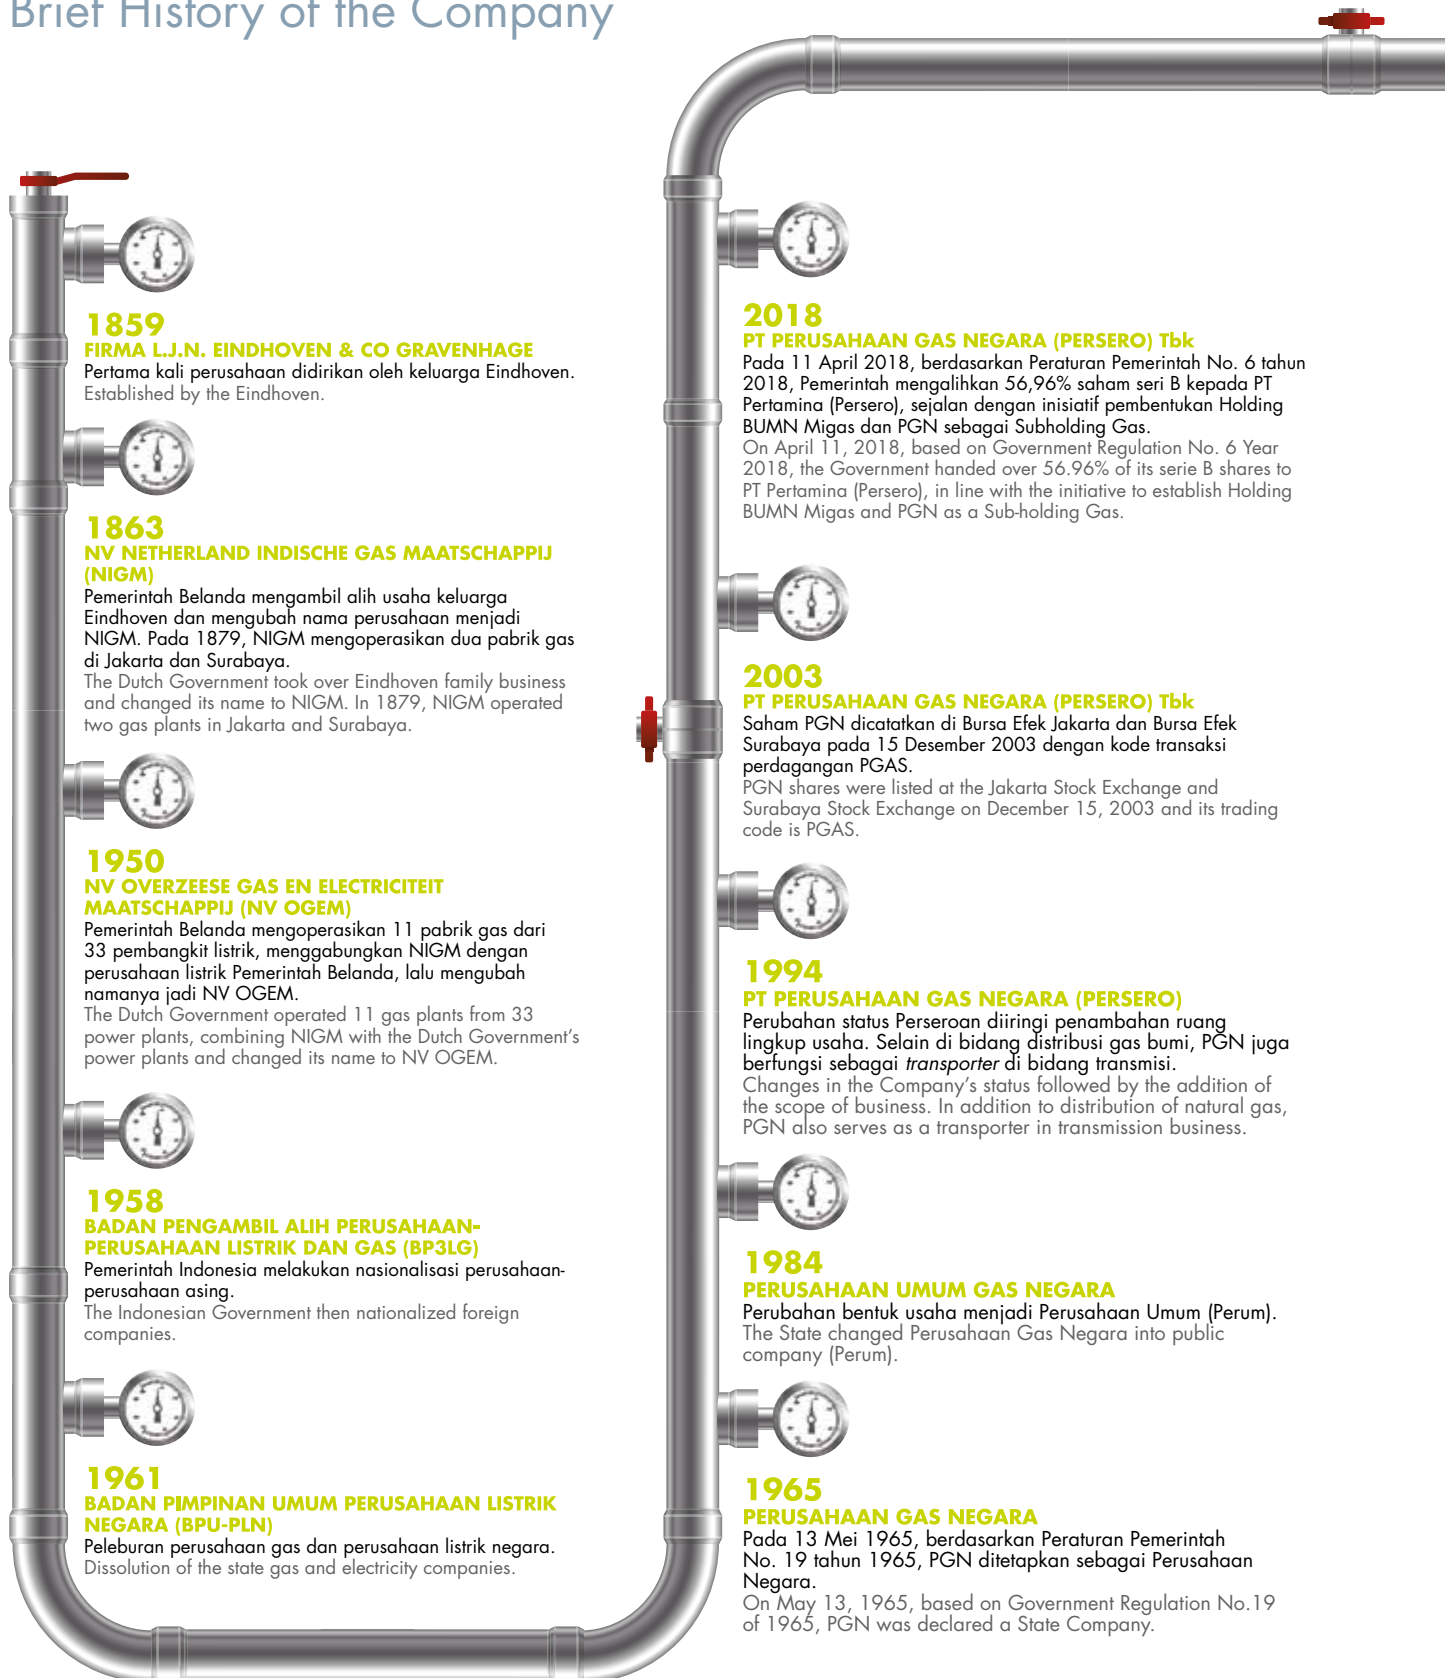 Brief History of the Company
1859
FIRMA L.J.N. EINDHOVEN & CO GRAVENHAGE
Pertama kali perusahaan didirikan oleh keluarga Eindhoven.
Established by the Eindhoven.
1863
NV NETHERLAND INDISCHE GAS MAATSCHAPPIJ
(NIGM)
Pemerintah Belanda mengambil alih usaha keluarga
Eindhoven dan mengubah nama perusahaan menjadi
NIGM. Pada 1879, NIGM mengoperasikan dua pabrik gas
di Jakarta dan Surabaya.
The Dutch Government took over Eindhoven family business
and changed its name to NIGM. In 1879, NIGM operated
two gas plants in Jakarta and Surabaya.
1950
NV OVERZEESE GAS EN ELECTRICITEIT
MAATSCHAPPIJ (NV OGEM)
Pemerintah Belanda mengoperasikan 11 pabrik gas dari
33 pembangkit listrik, menggabungkan NIGM dengan
perusahaan listrik Pemerintah Belanda, lalu mengubah
namanya jadi NV OGEM.
The Dutch Government operated 11 gas plants from 33
power plants, combining NIGM with the Dutch Government's
power plants and changed its name to NV OGEM.
1958
BADAN PENGAMBIL ALIH PERUSAHAAN-
PERUSAHAAN LISTRIK DAN GAS (BP3LG)
Pemerintah Indonesia melakukan nasionalisasi perusahaan-
perusahaan asing.
The Indonesian Government then nationalized foreign
companies.
1961
BADAN PIMPINAN UMUM PERUSAHAAN LISTRIK
NEGARA (BPU-PLN)
Peleburan perusahaan gas dan perusahaan listrik negara.
Dissolution of the state gas and electricity companies.
2018
PT PERUSAHAAN GAS NEGARA (PERSERO) Tbk
Pada 11 April 2018, berdasarkan Peraturan Pemerintah No. 6 tahun
2018, Pemerintah mengalihkan 56,96% saham seri B kepada PT
Pertamina (Persero), sejalan dengan inisiatif pembentukan Holding
BUMN Migas dan PGN sebagai Subholding Gas.
On April 11, 2018, based on Government Regulation No. 6 Year
2018, the Government handed over 56.96% of its serie B shares to
PT Pertamina (Persero), in line with the initiative to establish Holding
BUMN Migas and PGN as a Sub-holding Gas.
2003
PT PERUSAHAAN GAS NEGARA (PERSERO) Tbk
Saham PGN dicatatkan di Bursa Efek Jakarta dan Bursa Efek
Surabaya pada 15 Desember 2003 dengan kode transaksi
perdagangan PGAS.
PGN shares were listed at the Jakarta Stock Exchange and
Surabaya Stock Exchange on December 15, 2003 and its trading
code is PGAS.
1994
PT PERUSAHAAN GAS NEGARA (PERSERO)
Perubahan status Perseroan diiringi penambahan ruang
lingkup usaha. Selain di bidang distribusi gas bumi, PGN juga
berfungsi sebagai transporter di bidang transmisi.
Changes in the Company's status followed by the addition of
the scope of business. In addition to distribution of natural gas,
PGN also serves as a transporter in transmission business.
1984
PERUSAHAAN UMUM GAS NEGARA
Perubahan bentuk usaha menjadi Perusahaan Umum (Perum).
The State changed Perusahaan Gas Negara into public
company (Perum).
1965
PERUSAHAAN GAS NEGARA
Pada 13 Mei 1965, berdasarkan Peraturan Pemerintah
No. 19 tahun 1965, PGN ditetapkan sebagai Perusahaan
Negara.
On May 13, 1965, based on Government Regulation No.19
of 1965, PGN was declared a State Company.